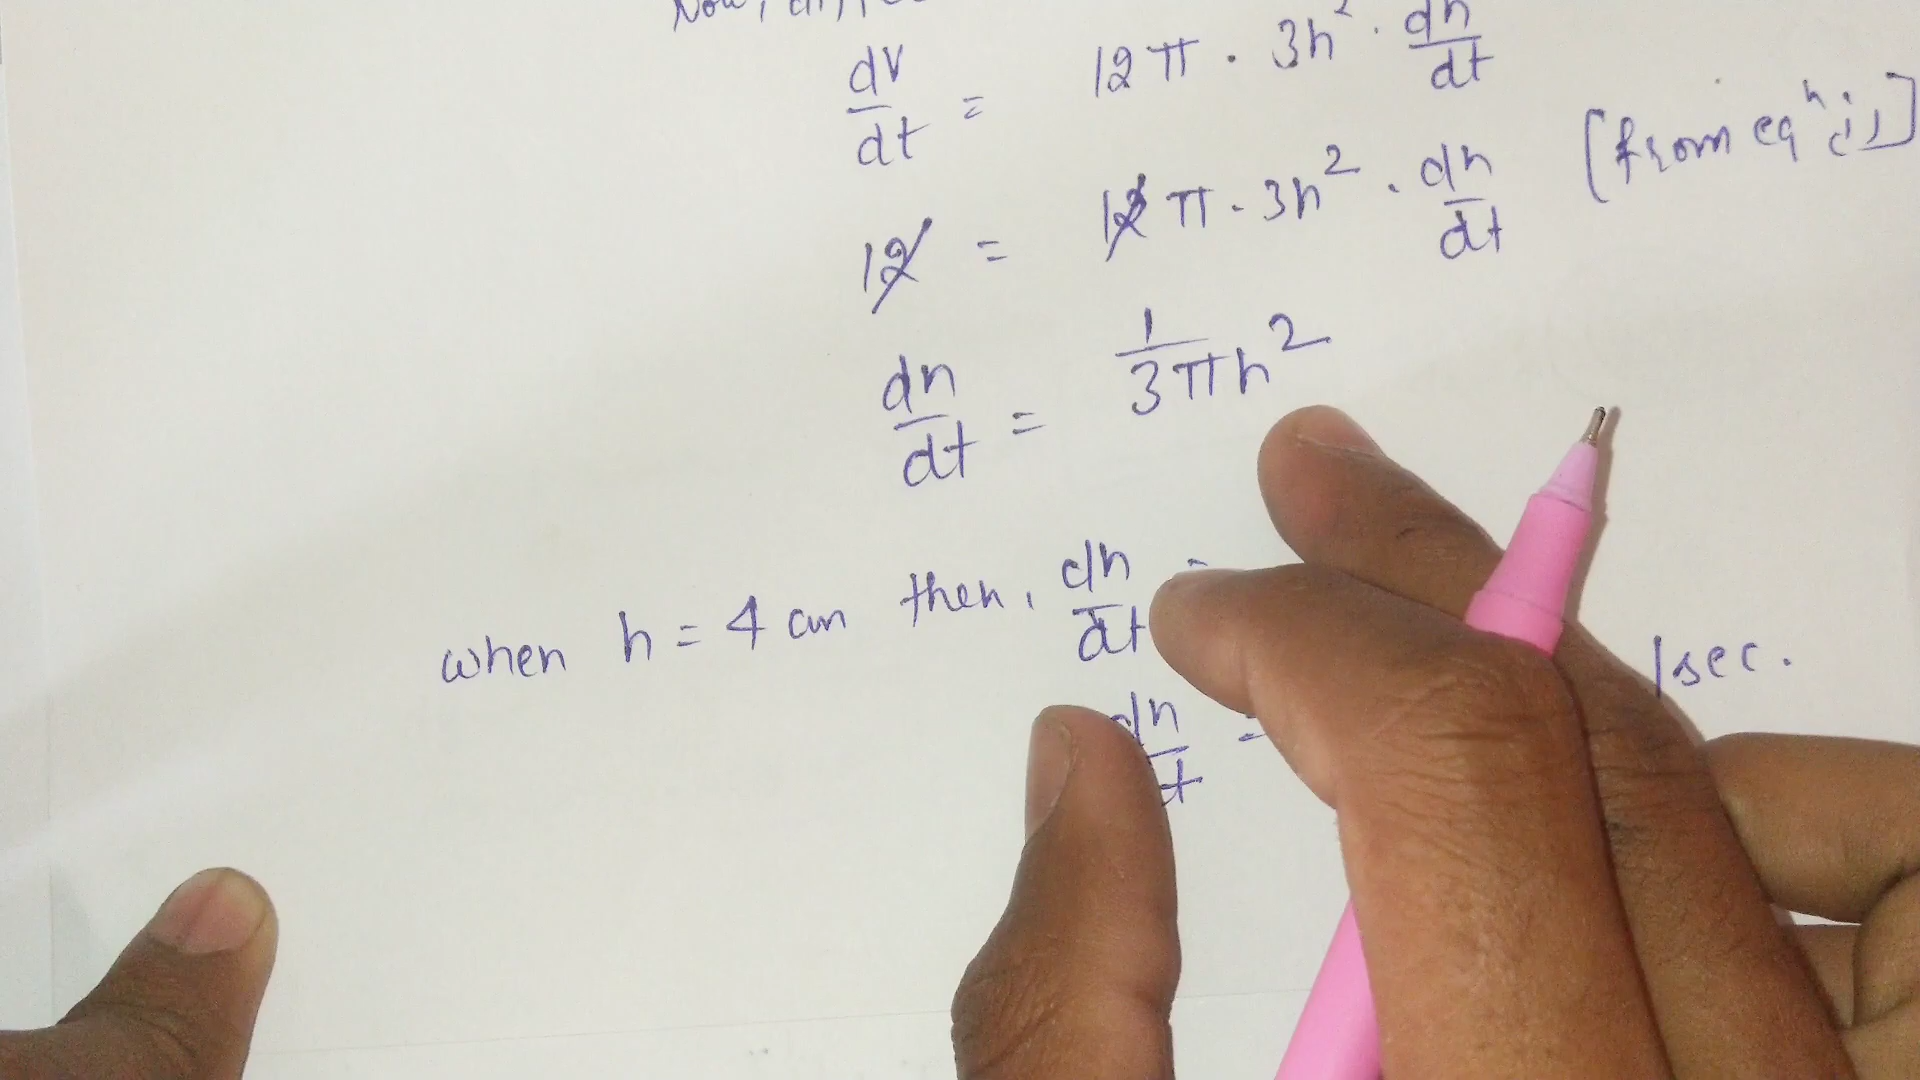 Now,
dv/dt = 12π · 3h² · dh/dt
12 = 12π · 3h² · dh/dt [from eqⁿ (i)]
dh/dt = 1/3πh²
when h = 4 cm then, dh/dt =
dh/dt = /sec.